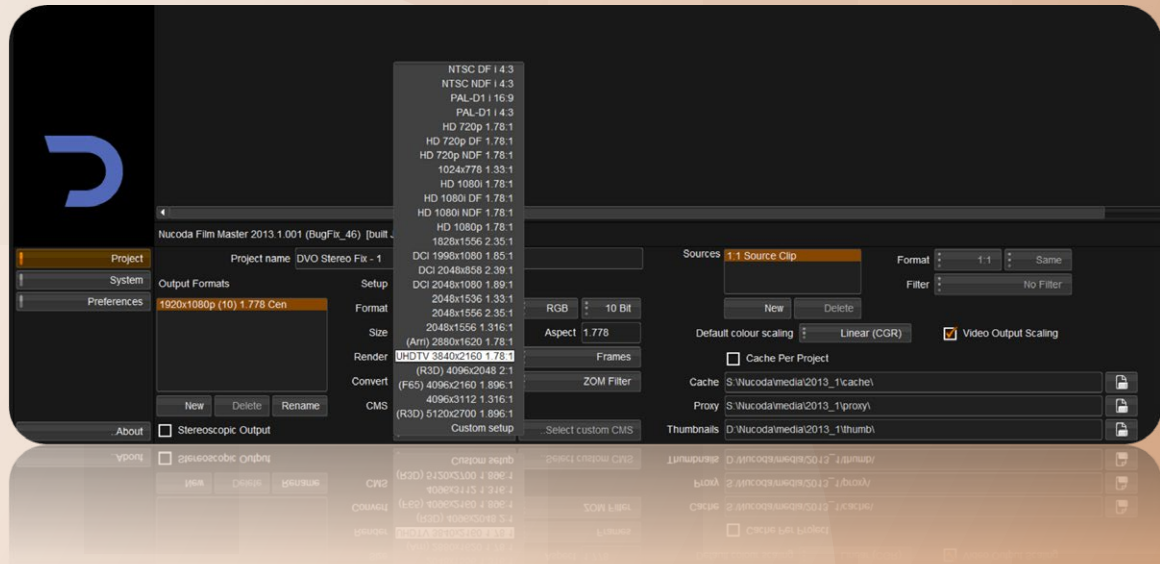 NTSC DF i 4:3
NTSC NDF i 4:3
PAL-D1 i 16:9
PAL-D1 i 4:3
HD 720p 1.78:1
HD 720p DF 1.78:1
HD 720p NDF 1.78:1
1024x778 1.33:1
HD 1080i 1.78:1
HD 1080i DF 1.78:1
HD 1080i NDF 1.78:1
HD 1080p 1.78:1
1828x1556 2.35:1
DCI 1998x1080 1.85:1
DCI 2048x858 2.39:1
DCI 2048x1080 1.89:1
2048x1536 1.33:1
2048x1556 2.35:1
2048x1556 1.316:1
(Arri) 2880x1620 1.78:1
UHDTV 3840x2160 1.78:1
(R3D) 4096x2048 2:1
(F65) 4096x2160 1.896:1
4096x3112 1.316:1
(R3D) 5120x2700 1.896:1
Custom setup
Nucoda Film Master 2013.1.001 (BugFix_46) [built
Project
System
Preferences
..About
Project name DVO Stereo Fix - 1
Output Formats
1920x1080p (10) 1.778 Cen
New Delete Rename
Stereoscopic Output
Setup
Format RGB 10 Bit
Size Aspect 1.778
Render Frames
Convert ZOM Filter
CMS
..Select custom CMS
Sources 1:1 Source Clip
Format 1:1 Same
Filter No Filter
New Delete
Default colour scaling Linear (CGR) Video Output Scaling
Cache Per Project
Cache S:\Nucoda\media\2013_1\cache\
Proxy S:\Nucoda\media\2013_1\proxy\
Thumbnails D:\Nucoda\media\2013_1\thumb\